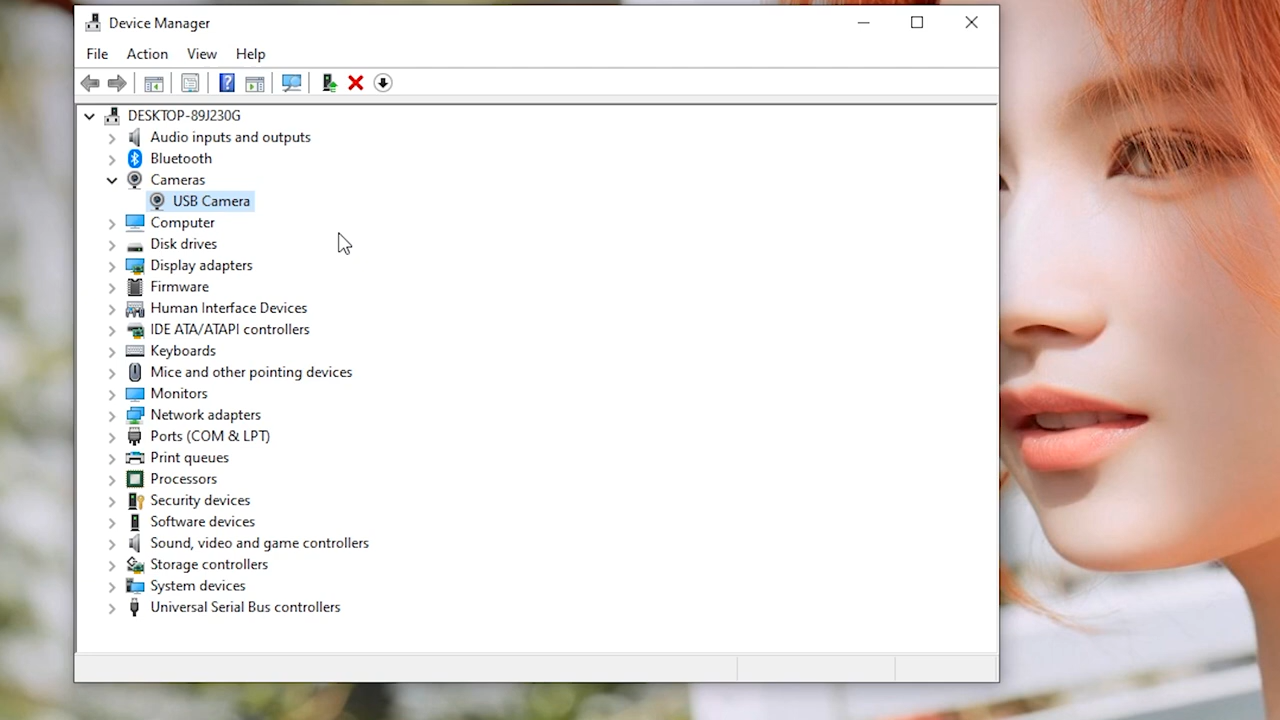 Device Manager
File Action View Help
DESKTOP-89J230G
Audio inputs and outputs
Bluetooth
Cameras
USB Camera
Computer
Disk drives
Display adapters
Firmware
Human Interface Devices
IDE ATA/ATAPI controllers
Keyboards
Mice and other pointing devices
Monitors
Network adapters
Ports (COM & LPT)
Print queues
Processors
Security devices
Software devices
Sound, video and game controllers
Storage controllers
System devices
Universal Serial Bus controllers